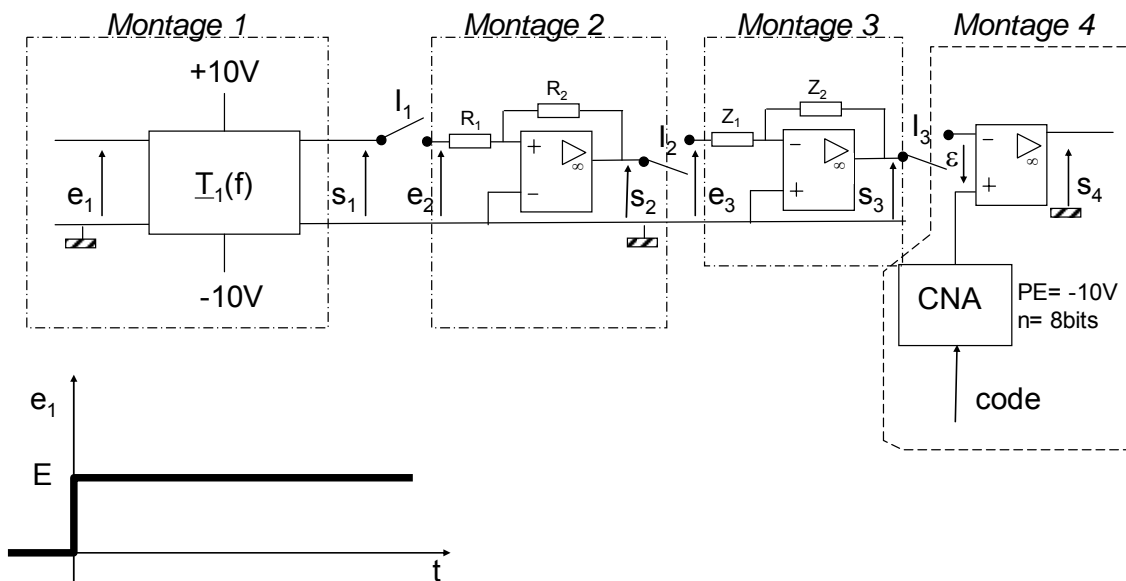 Montage 1
Montage 2
Montage 3
Montage 4
+10V
I₁
R₁
R₂
+
−
∞
I₂
Z₁
Z₂
−
+
∞
I₃
ε
−
+
∞
e₁
T₁(f)
s₁
e₂
s₂
e₃
s₃
s₄
-10V
CNA
PE= -10V
n= 8bits
code
e₁
E
t